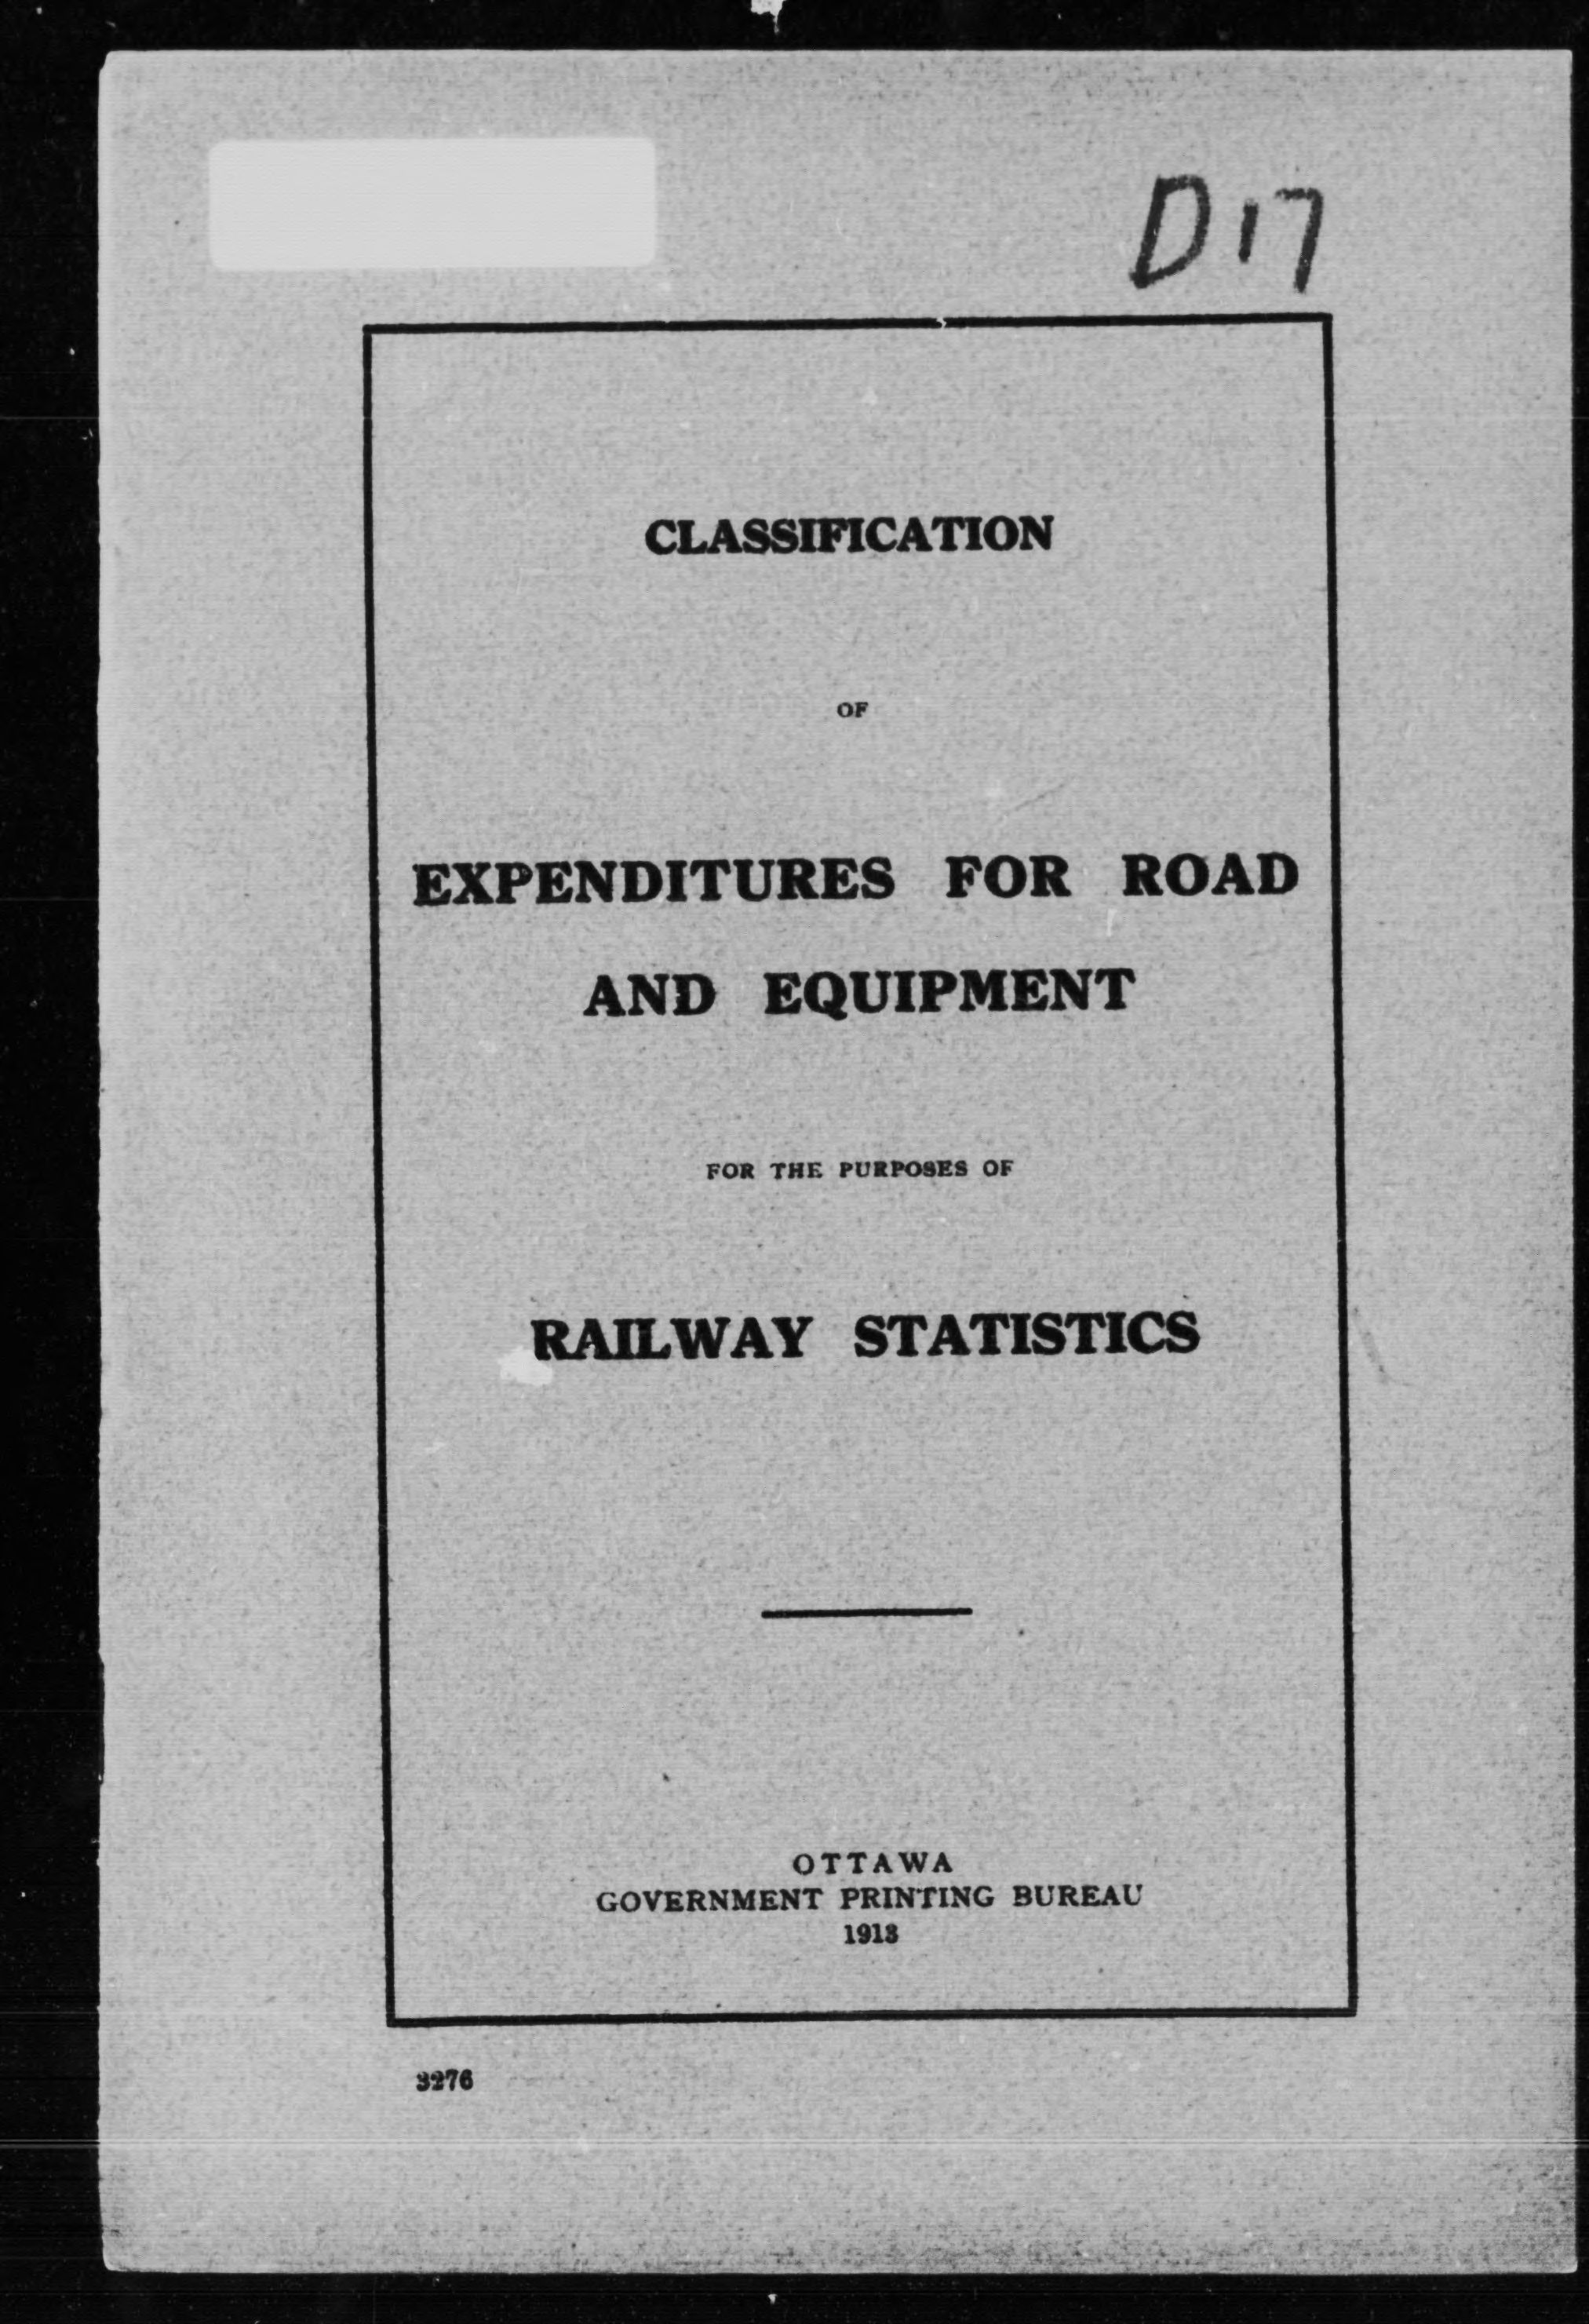 D17
CLASSIFICATION
OF
EXPENDITURES FOR ROAD
AND EQUIPMENT
FOR THE PURPOSES OF
RAILWAY STATISTICS
OTTAWA
GOVERNMENT PRINTING BUREAU
1913
3276